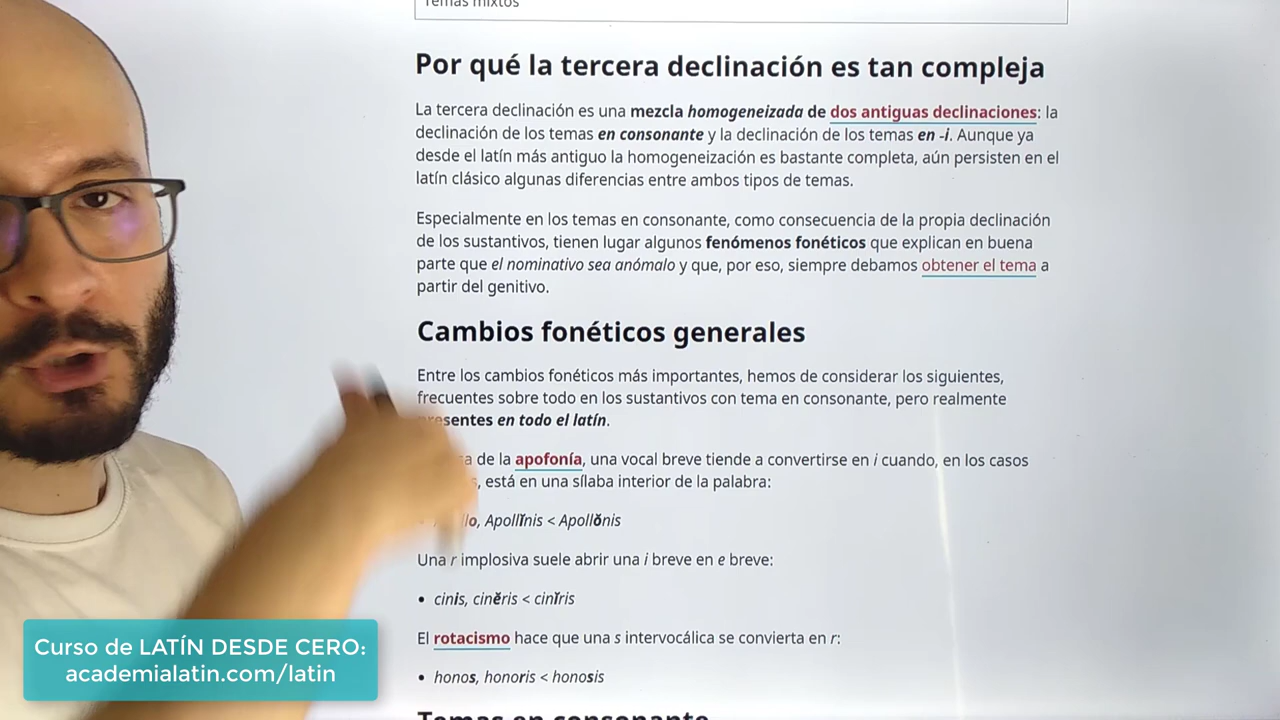 Temas mixtos
Por qué la tercera declinación es tan compleja
La tercera declinación es una mezcla homogeneizada de dos antiguas declinaciones: la
declinación de los temas en consonante y la declinación de los temas en -i. Aunque ya
desde el latín más antiguo la homogeneización es bastante completa, aún persisten en el
latín clásico algunas diferencias entre ambos tipos de temas.
Especialmente en los temas en consonante, como consecuencia de la propia declinación
de los sustantivos, tienen lugar algunos fenómenos fonéticos que explican en buena
parte que el nominativo sea anómalo y que, por eso, siempre debamos obtener el tema a
partir del genitivo.
Cambios fonéticos generales
Entre los cambios fonéticos más importantes, hemos de considerar los siguientes,
frecuentes sobre todo en los sustantivos con tema en consonante, pero realmente
presentes en todo el latín.
de la apofonía, una vocal breve tiende a convertirse en i cuando, en los casos
, está en una sílaba interior de la palabra:
Apollĭnis < Apollŏnis
Una r implosiva suele abrir una i breve en e breve:
• cinis, cinĕris < cinĭris
El rotacismo hace que una s intervocálica se convierta en r:
• honos, honoris < honosis
Temas en consonante
Curso de LATÍN DESDE CERO:
academialatin.com/latin